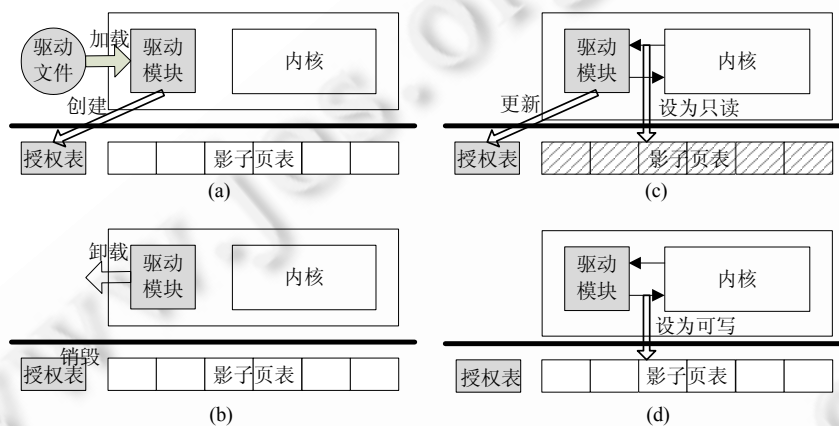 驱动
文件
加载
驱动
模块
内核
创建
授权表
影子页表
(a)
驱动
模块
内核
更新
设为只读
授权表
影子页表
(c)
卸载
驱动
模块
内核
销毁
授权表
影子页表
(b)
驱动
模块
内核
设为可写
授权表
影子页表
(d)
www.jos.org